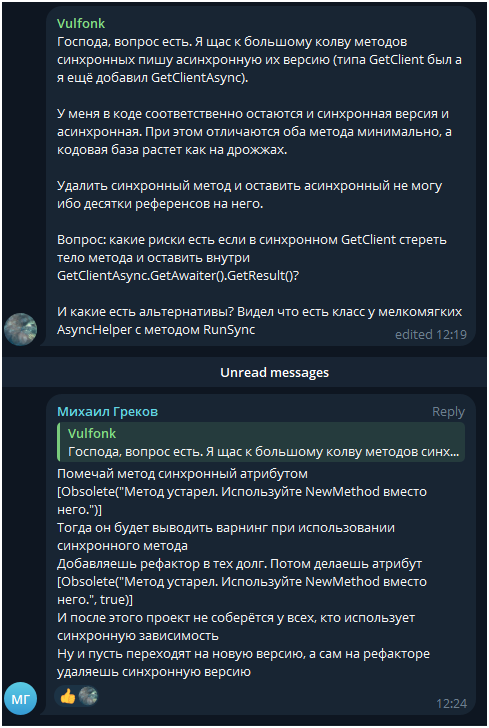 Vulfonk
Господа, вопрос есть. Я щас к большому колву методов
синхронных пишу асинхронную их версию (типа GetClient был а
я ещё добавил GetClientAsync).
У меня в коде соответственно остаются и синхронная версия и
асинхронная. При этом отличаются оба метода минимально, а
кодовая база растет как на дрожжах.
Удалить синхронный метод и оставить асинхронный не могу
ибо десятки референсов на него.
Вопрос: какие риски есть если в синхронном GetClient стереть
тело метода и оставить внутри
GetClientAsync.GetAwaiter().GetResult()?
И какие есть альтернативы? Видел что есть класс у мелкомягких
AsyncHelper с методом RunSync
edited 12:19
Unread messages
Михаил Греков
Reply
Vulfonk
Господа, вопрос есть. Я щас к большому колву методов синх...
Помечай метод синхронный атрибутом
[Obsolete("Метод устарел. Используйте NewMethod вместо
него.")]
Тогда он будет выводить варнинг при использовании
синхронного метода
Добавляешь рефактор в тех долг. Потом делаешь атрибут
[Obsolete("Метод устарел. Используйте NewMethod вместо
него.", true)]
И после этого проект не соберётся у всех, кто использует
синхронную зависимость
Ну и пусть переходят на новую версию, а сам на рефакторе
удаляешь синхронную версию
МГ
12:24